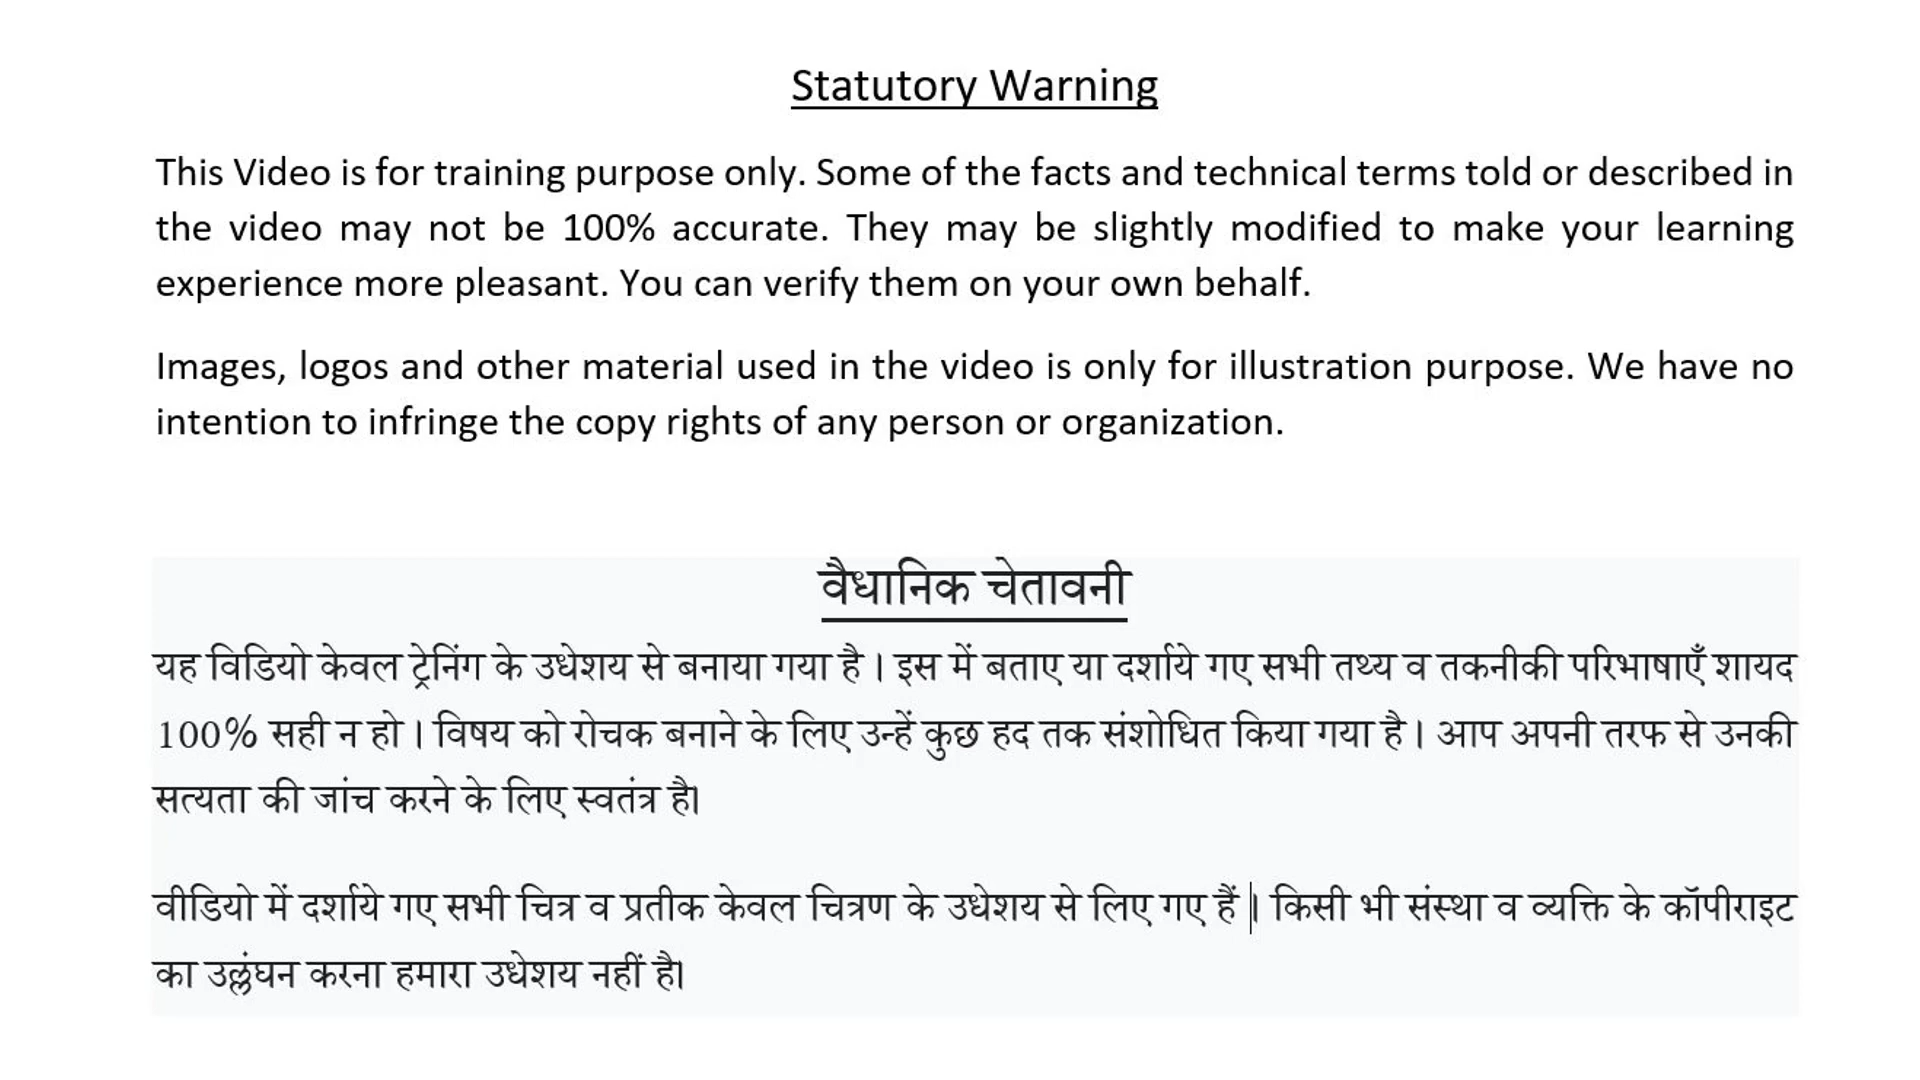 Statutory Warning
This Video is for training purpose only. Some of the facts and technical terms told or described in
the video may not be 100% accurate. They may be slightly modified to make your learning
experience more pleasant. You can verify them on your own behalf.
Images, logos and other material used in the video is only for illustration purpose. We have no
intention to infringe the copy rights of any person or organization.
वैधानिक चेतावनी
यह विडियो केवल ट्रेनिंग के उधेशय से बनाया गया है । इस में बताए या दर्शाये गए सभी तथ्य व तकनीकी परिभाषाएँ शायद
100% सही न हो । विषय को रोचक बनाने के लिए उन्हें कुछ हद तक संशोधित किया गया है । आप अपनी तरफ से उनकी
सत्यता की जांच करने के लिए स्वतंत्र है।
वीडियो में दर्शाये गए सभी चित्र व प्रतीक केवल चित्रण के उधेशय से लिए गए हैं । किसी भी संस्था व व्यक्ति के कॉपीराइट
का उल्लंघन करना हमारा उधेशय नहीं है।